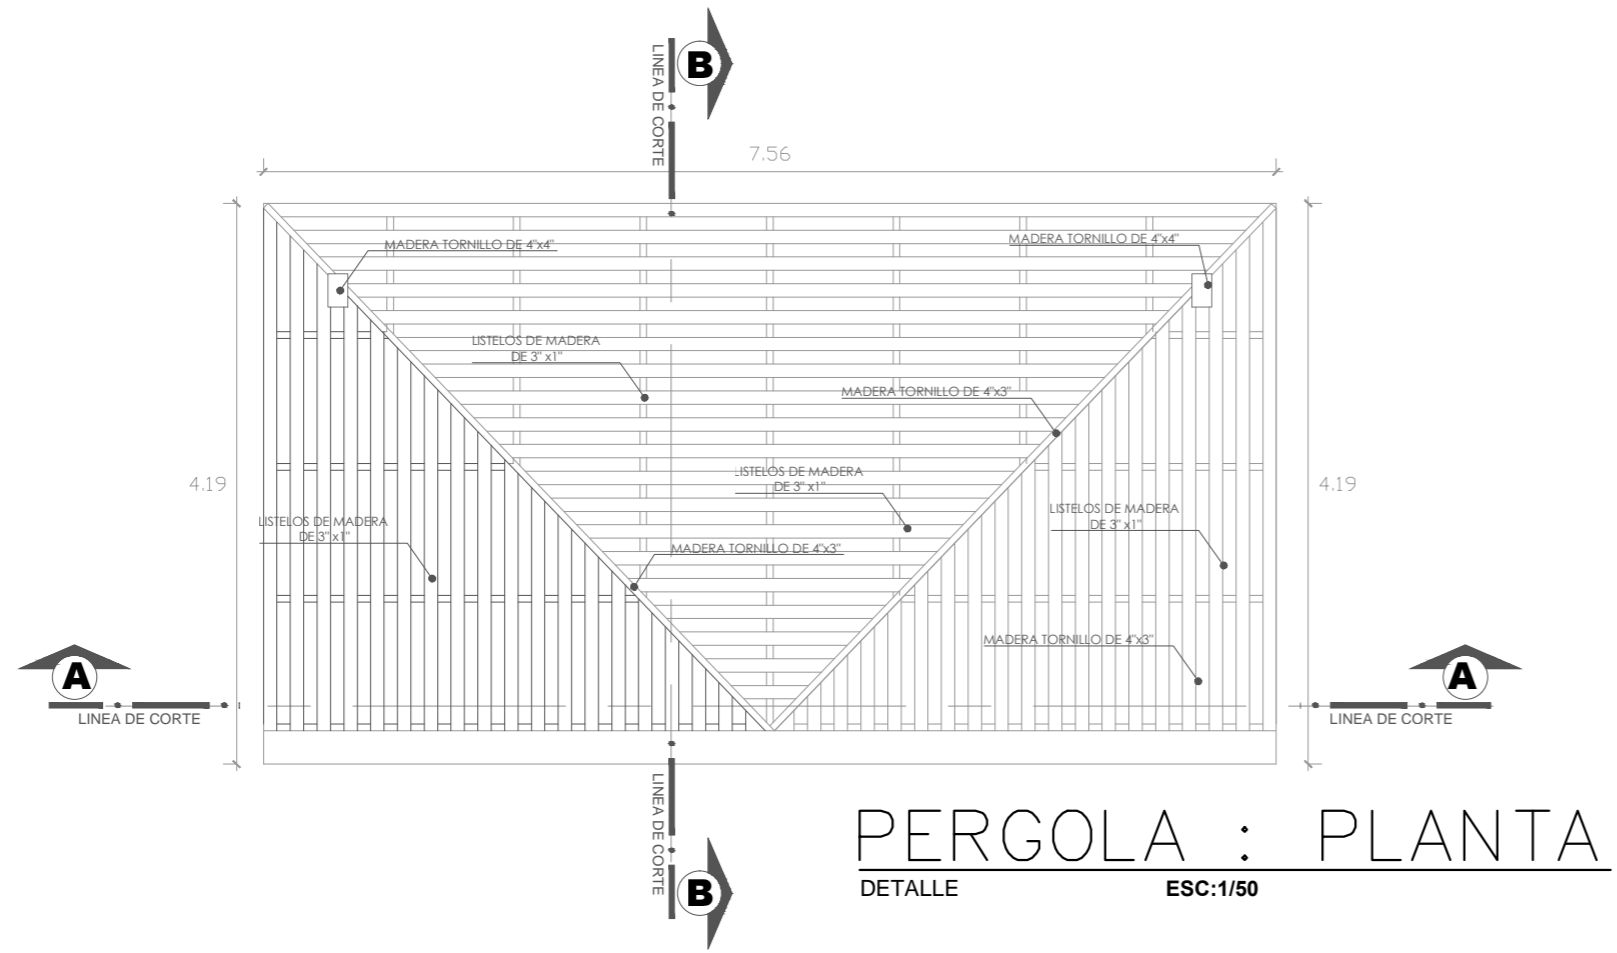 B
LINEA DE CORTE
7.56
MADERA TORNILLO DE 4"x4"
MADERA TORNILLO DE 4"x4"
LISTELOS DE MADERA
DE 3" x1"
MADERA TORNILLO DE 4"x3"
LISTELOS DE MADERA
DE 3" x1"
4.19
4.19
LISTELOS DE MADERA
DE 3" x1"
LISTELOS DE MADERA
DE 3" x1"
MADERA TORNILLO DE 4"x3"
MADERA TORNILLO DE 4"x3"
A
LINEA DE CORTE
A
LINEA DE CORTE
LINEA DE CORTE
B
PERGOLA : PLANTA
DETALLE ESC:1/50